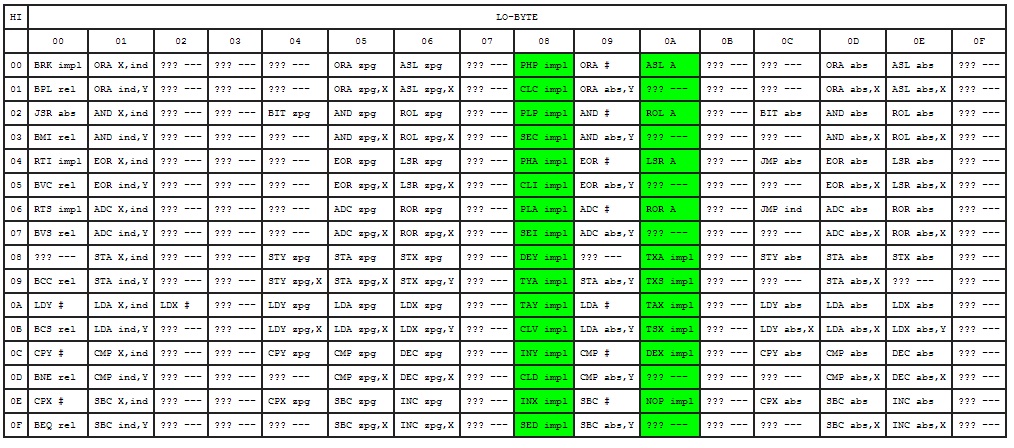 HI LO-BYTE
00 01 02 03 04 05 06 07 08 09 0A 0B 0C 0D 0E 0F
00 BRK impl ORA X,ind ??? --- ??? --- ??? --- ORA zpg ASL zpg ??? --- PHP impl ORA # ASL A ??? --- ??? --- ORA abs ASL abs ??? ---
01 BPL rel ORA ind,Y ??? --- ??? --- ??? --- ORA zpg,X ASL zpg,X ??? --- CLC impl ORA abs,Y ??? --- ??? --- ??? --- ORA abs,X ASL abs,X ??? ---
02 JSR abs AND X,ind ??? --- ??? --- BIT zpg AND zpg ROL zpg ??? --- PLP impl AND # ROL A ??? --- BIT abs AND abs ROL abs ??? ---
03 BMI rel AND ind,Y ??? --- ??? --- ??? --- AND zpg,X ROL zpg,X ??? --- SEC impl AND abs,Y ??? --- ??? --- ??? --- AND abs,X ROL abs,X ??? ---
04 RTI impl EOR X,ind ??? --- ??? --- ??? --- EOR zpg LSR zpg ??? --- PHA impl EOR # LSR A ??? --- JMP abs EOR abs LSR abs ??? ---
05 BVC rel EOR ind,Y ??? --- ??? --- ??? --- EOR zpg,X LSR zpg,X ??? --- CLI impl EOR abs,Y ??? --- ??? --- ??? --- EOR abs,X LSR abs,X ??? ---
06 RTS impl ADC X,ind ??? --- ??? --- ??? --- ADC zpg ROR zpg ??? --- PLA impl ADC # ROR A ??? --- JMP ind ADC abs ROR abs ??? ---
07 BVS rel ADC ind,Y ??? --- ??? --- ??? --- ADC zpg,X ROR zpg,X ??? --- SEI impl ADC abs,Y ??? --- ??? --- ??? --- ADC abs,X ROR abs,X ??? ---
08 ??? --- STA X,ind ??? --- ??? --- STY zpg STA zpg STX zpg ??? --- DEY impl ??? --- TXA impl ??? --- STY abs STA abs STX abs ??? ---
09 BCC rel STA ind,Y ??? --- ??? --- STY zpg,X STA zpg,X STX zpg,Y ??? --- TYA impl STA abs,Y TXS impl ??? --- ??? --- STA abs,X ??? --- ??? ---
0A LDY # LDA X,ind LDX # ??? --- LDY zpg LDA zpg LDX zpg ??? --- TAY impl LDA # TAX impl ??? --- LDY abs LDA abs LDX abs ??? ---
0B BCS rel LDA ind,Y ??? --- ??? --- LDY zpg,X LDA zpg,X LDX zpg,Y ??? --- CLV impl LDA abs,Y TSX impl ??? --- LDY abs,X LDA abs,X LDX abs,Y ??? ---
0C CPY # CMP X,ind ??? --- ??? --- CPY zpg CMP zpg DEC zpg ??? --- INY impl CMP # DEX impl ??? --- CPY abs CMP abs DEC abs ??? ---
0D BNE rel CMP ind,Y ??? --- ??? --- ??? --- CMP zpg,X DEC zpg,X ??? --- CLD impl CMP abs,Y ??? --- ??? --- ??? --- CMP abs,X DEC abs,X ??? ---
0E CPX # SBC X,ind ??? --- ??? --- CPX zpg SBC zpg INC zpg ??? --- INX impl SBC # NOP impl ??? --- CPX abs SBC abs INC abs ??? ---
0F BEQ rel SBC ind,Y ??? --- ??? --- ??? --- SBC zpg,X INC zpg,X ??? --- SED impl SBC abs,Y ??? --- ??? --- ??? --- SBC abs,X INC abs,X ??? ---